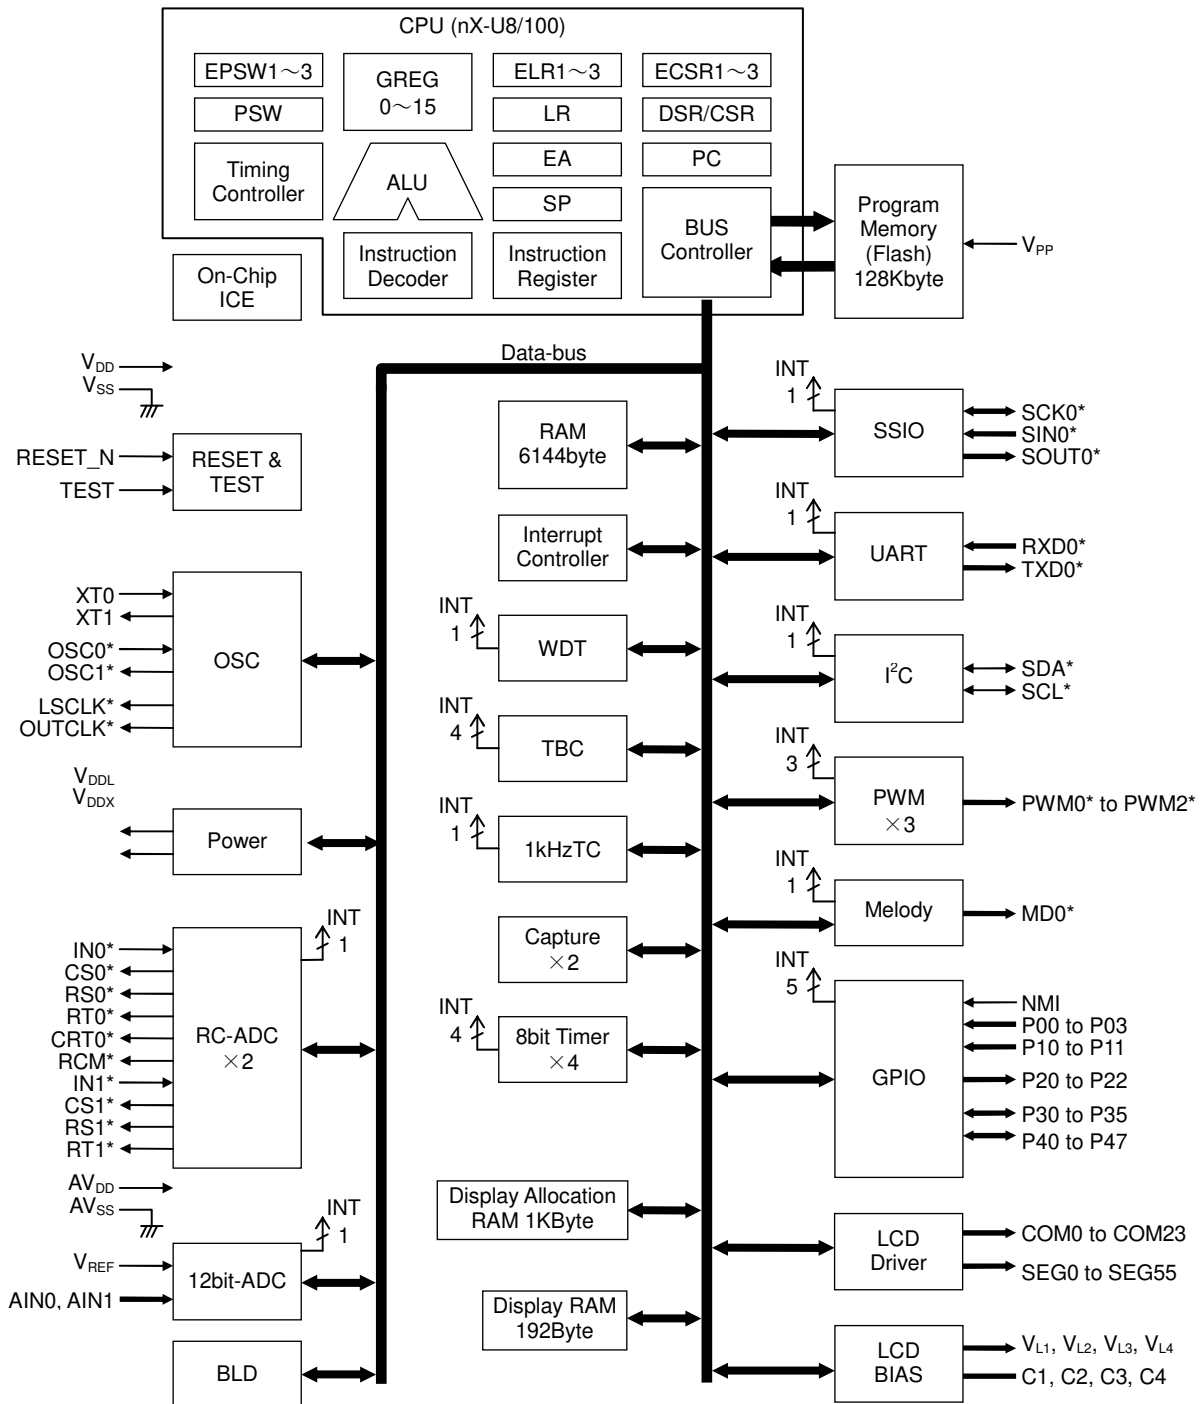 CPU (nX-U8/100)
EPSW1～3
GREG
0～15
ELR1～3
ECSR1～3
PSW
LR
DSR/CSR
Timing
Controller
ALU
EA
PC
SP
BUS
Controller
Instruction
Decoder
Instruction
Register
Program
Memory
(Flash)
128Kbyte
VPP
On-Chip
ICE
Data-bus
VDD
VSS
RESET_N
TEST
RESET &
TEST
XT0
XT1
OSC0*
OSC1*
LSCLK*
OUTCLK*
OSC
VDDL
VDDX
Power
IN0*
CS0*
RS0*
RT0*
CRT0*
RCM*
IN1*
CS1*
RS1*
RT1*
RC-ADC
×2
INT
1
AVDD
AVSS
VREF
AIN0, AIN1
12bit-ADC
INT
1
BLD
RAM
6144byte
Interrupt
Controller
INT
1
WDT
INT
4
TBC
INT
1
1kHzTC
Capture
×2
INT
4
8bit Timer
×4
Display Allocation
RAM 1KByte
Display RAM
192Byte
INT
1
SSIO
SCK0*
SIN0*
SOUT0*
INT
1
UART
RXD0*
TXD0*
INT
1
I²C
SDA*
SCL*
INT
3
PWM
×3
PWM0* to PWM2*
INT
1
Melody
MD0*
INT
5
GPIO
NMI
P00 to P03
P10 to P11
P20 to P22
P30 to P35
P40 to P47
LCD
Driver
COM0 to COM23
SEG0 to SEG55
LCD
BIAS
VL1, VL2, VL3, VL4
C1, C2, C3, C4